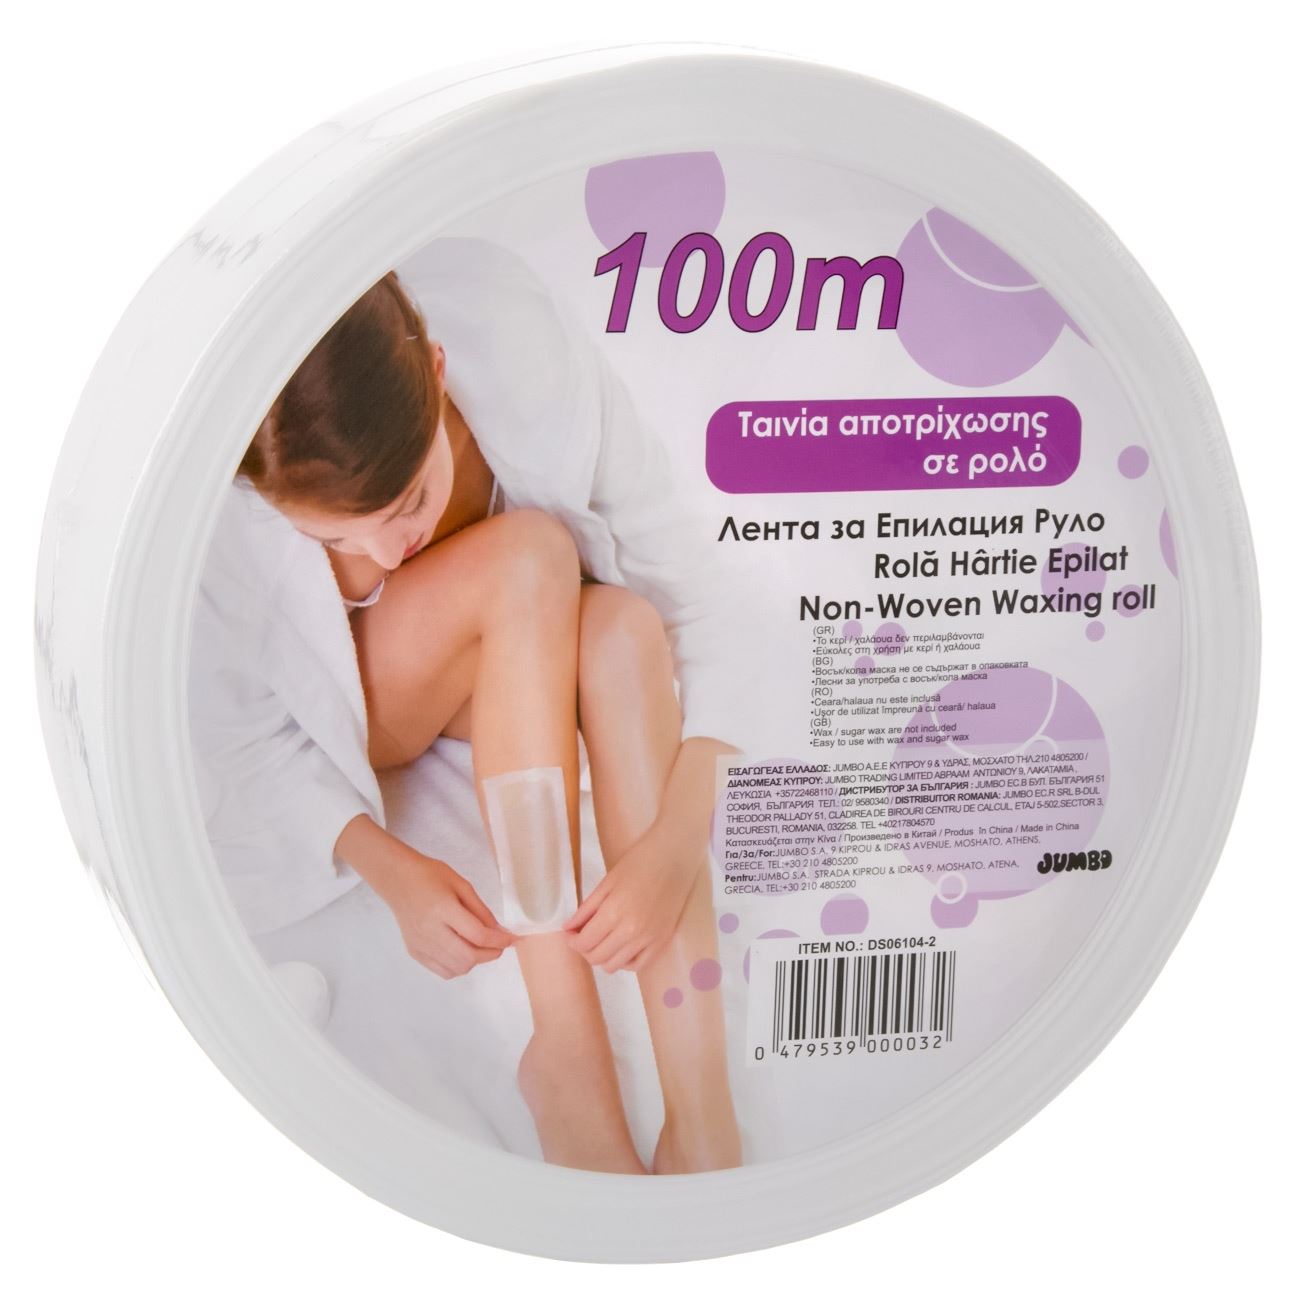 100m
Ταινία αποτρίχωσης
σε ρολό
Лента за Епилация Руло
Rolă Hârtie Epilat
Non-Woven Waxing roll
(GR)
•Το κερί / χαλάουα δεν περιλαμβάνονται
•Εύκολες στη χρήση με κερί ή χαλάουα
(BG)
•Восък/кола маска не се съдържат в опаковката
•Лесни за употреба с восък/кола маска
(RO)
•Ceara/halaua nu este inclusă
•Uşor de utilizat împreună cu ceară/ halaua
(GB)
•Wax / sugar wax are not included
•Easy to use with wax and sugar wax
ΕΙΣΑΓΩΓΕΑΣ ΕΛΛΑΔΟΣ: JUMBO A.E.E ΚΥΠΡΟΥ 9 & ΥΔΡΑΣ, ΜΟΣΧΑΤΟ ΤΗΛ.210 4805200 /
ΔΙΑΝΟΜΕΑΣ ΚΥΠΡΟΥ: JUMBO TRADING LIMITED ΑΒΡΑΑΜ ΑΝΤΩΝΙΟΥ 9, ΛΑΚΑΤΑΜΙΑ ,
ΛΕΥΚΩΣΙΑ +35722468110 / ДИСТРИБУТОР ЗА БЪЛГАРИЯ : JUMBO EC.B БУЛ. БЪЛГАРИЯ 51
СОФИЯ, БЪЛГАРИЯ ТЕЛ.: 02/ 9580340 / DISTRIBUITOR ROMANIA: JUMBO EC.R SRL B-DUL
THEODOR PALLADY 51, CLADIREA DE BIROURI CENTRU DE CALCUL, ETAJ 5-502,SECTOR 3,
BUCURESTI, ROMANIA, 032258. TEL +40217804570
Κατασκευάζεται στην Κίνα / Произведено в Китай / Produs în China / Made in China
Για/За/For:JUMBO S.A. 9 KIPROU & IDRAS AVENUE, MOSHATO, ATHENS,
GREECE, TEL:+30 210 4805200
Pentru:JUMBO S.A. STRADA KIPROU & IDRAS 9, MOSHATO, ATENA,
GRECIA, TEL:+30 210 4805200
JUMBO
ITEM NO.: DS06104-2
0 479539 000032